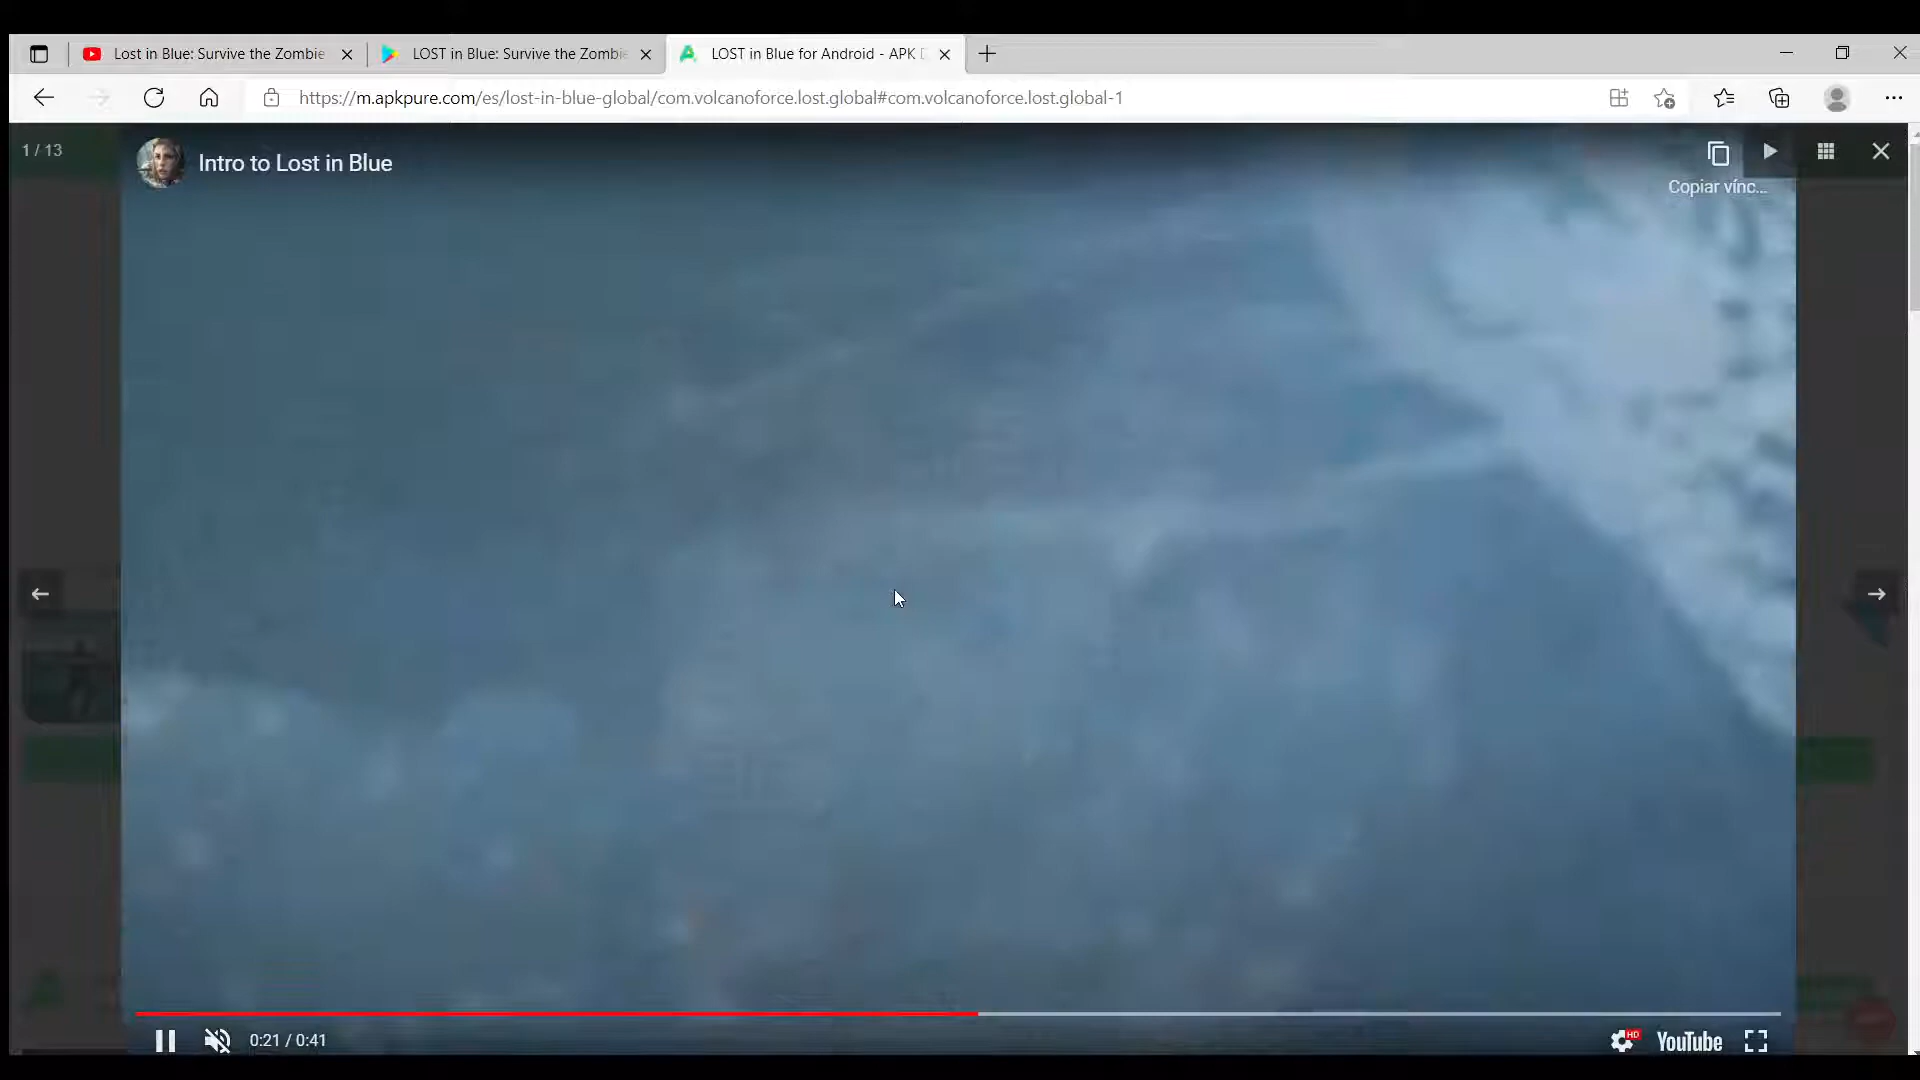 Lost in Blue: Survive the Zombie
LOST in Blue: Survive the Zombie
LOST in Blue for Android - APK D
https://m.apkpure.com/es/lost-in-blue-global/com.volcanoforce.lost.global#com.volcanoforce.lost.global-1
1 / 13
Intro to Lost in Blue
Copiar vínc...
0:21 / 0:41
HD
YouTube